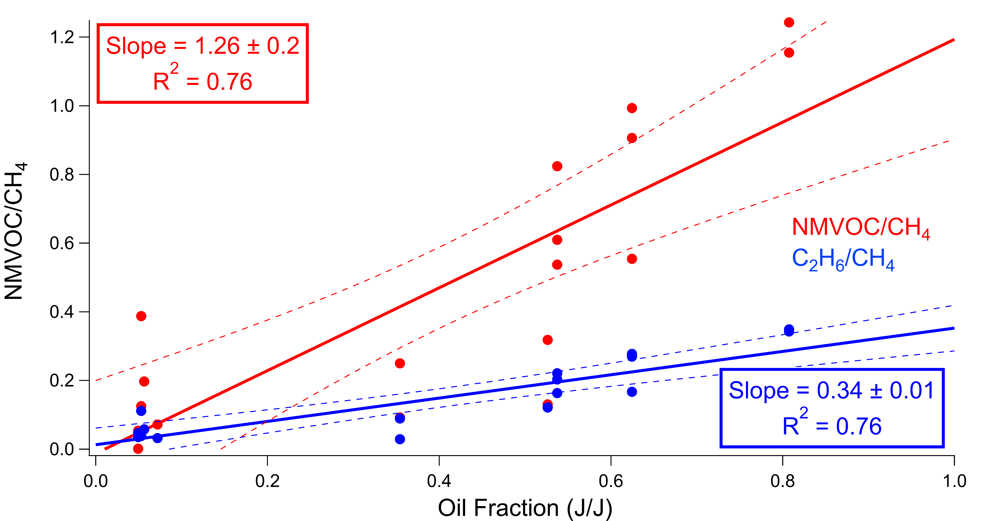 Slope = 1.26 ± 0.2
R² = 0.76
NMVOC/CH₄
1.2
1.0
0.8
0.6
0.4
0.2
0.0
NMVOC/CH₄
C₂H₆/CH₄
Slope = 0.34 ± 0.01
R² = 0.76
0.0 0.2 0.4 0.6 0.8 1.0
Oil Fraction (J/J)